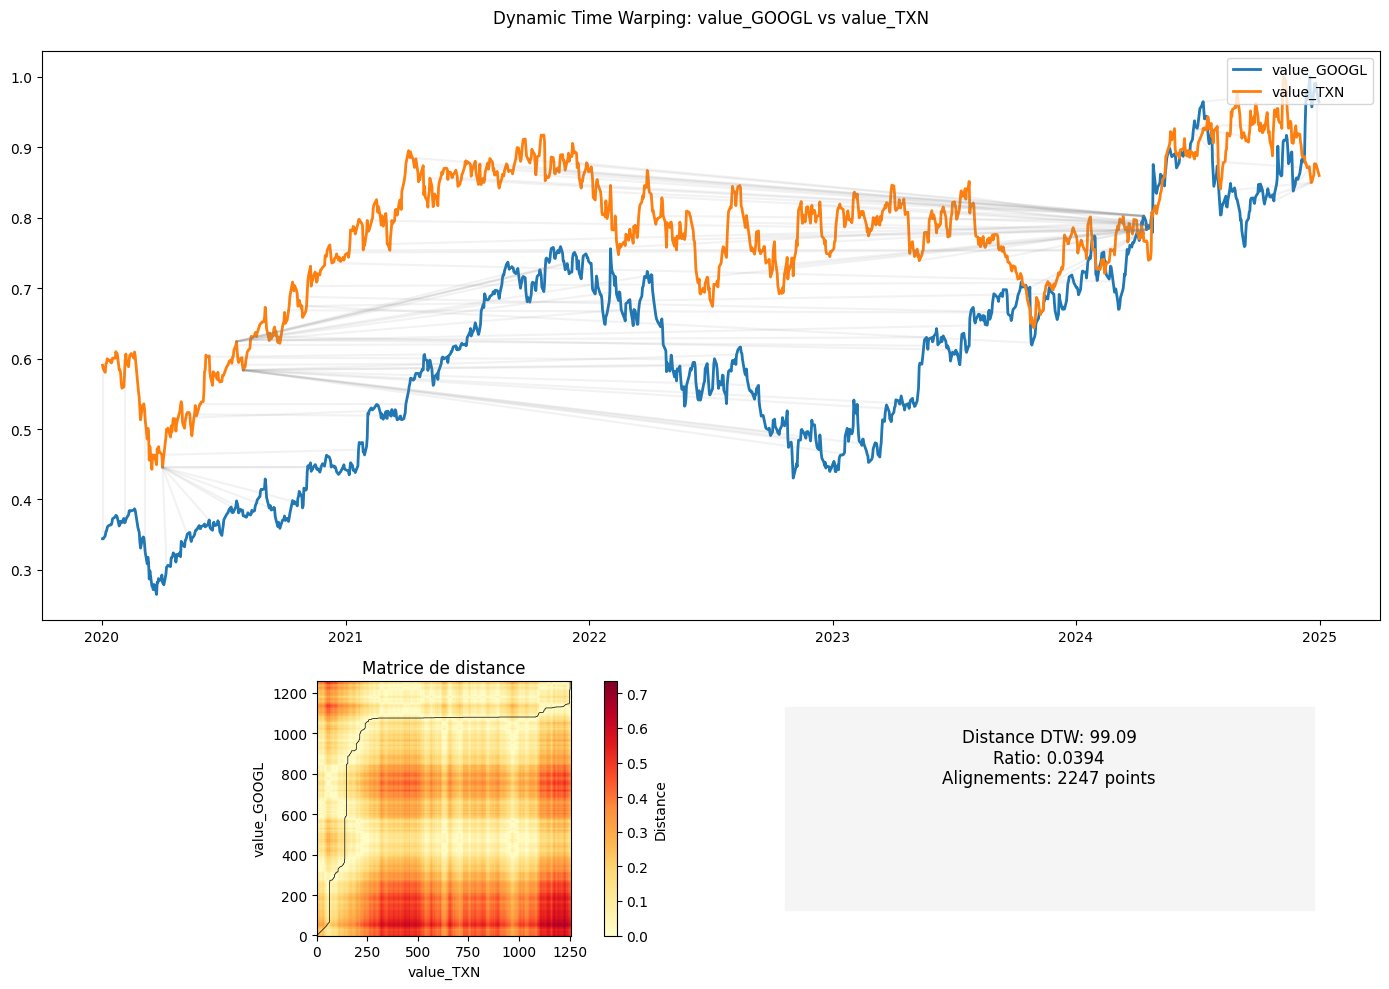 Dynamic Time Warping: value_GOOGL vs value_TXN
value_GOOGL
value_TXN
1.0
0.9
0.8
0.7
0.6
0.5
0.4
0.3
2020 2021 2022 2023 2024 2025
Matrice de distance
value_GOOGL
1200
1000
800
600
400
200
0
0 250 500 750 1000 1250
value_TXN
0.7
0.6
0.5
0.4
0.3
0.2
0.1
0.0
Distance
Distance DTW: 99.09
Ratio: 0.0394
Alignements: 2247 points